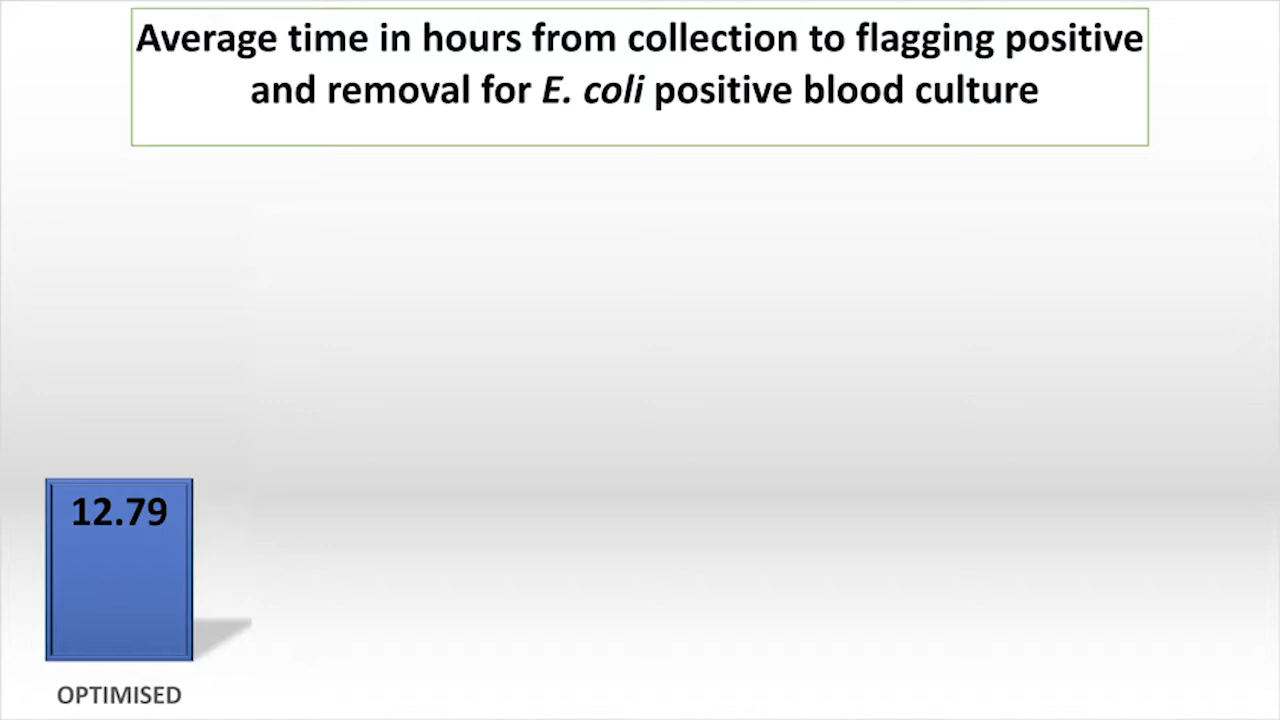 Average time in hours from collection to flagging positive
and removal for E. coli positive blood culture
12.79
OPTIMISED